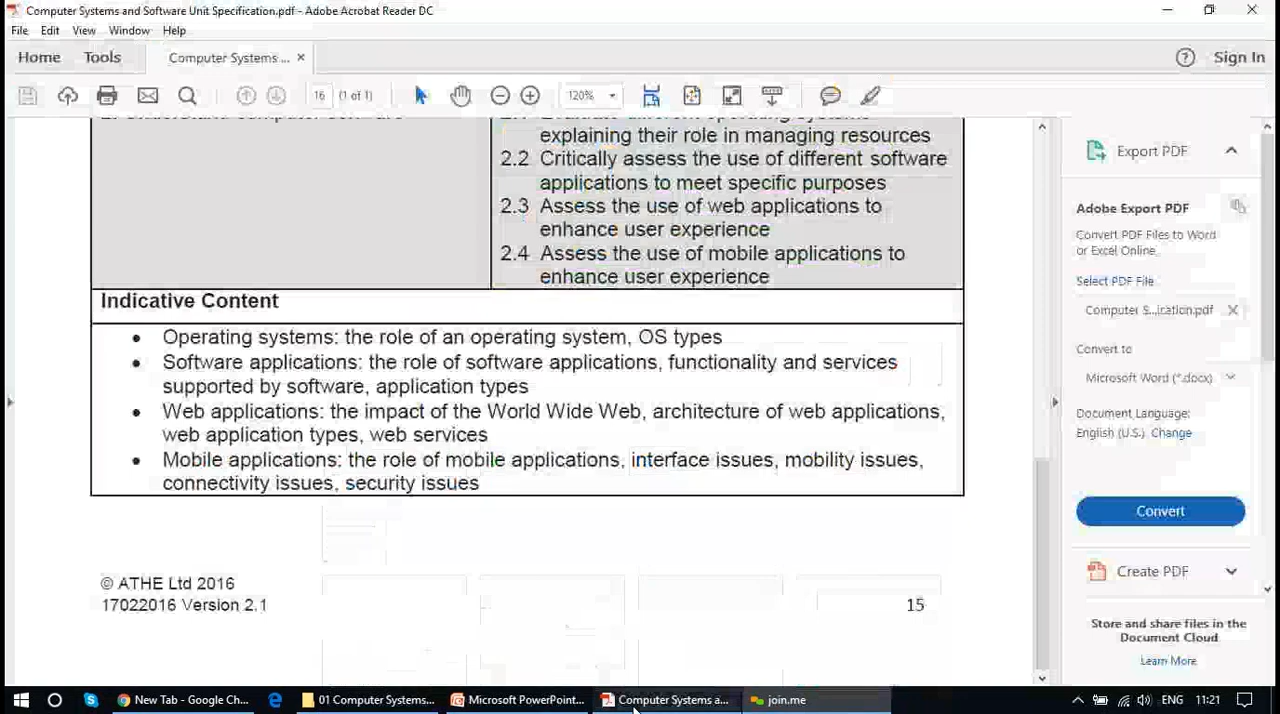 Computer Systems and Software Unit Specification.pdf - Adobe Acrobat Reader DC
File Edit View Window Help
Home Tools Computer Systems ... × Sign In
16 (1 of 1) 120%
explaining their role in managing resources
2.2 Critically assess the use of different software
applications to meet specific purposes
2.3 Assess the use of web applications to
enhance user experience
2.4 Assess the use of mobile applications to
enhance user experience
Indicative Content
• Operating systems: the role of an operating system, OS types
• Software applications: the role of software applications, functionality and services
supported by software, application types
• Web applications: the impact of the World Wide Web, architecture of web applications,
web application types, web services
• Mobile applications: the role of mobile applications, interface issues, mobility issues,
connectivity issues, security issues
© ATHE Ltd 2016
17022016 Version 2.1
15
Export PDF
Adobe Export PDF
Convert PDF Files to Word
or Excel Online
Select PDF File
Computer S...ication.pdf ×
Convert to
Microsoft Word (*.docx)
Document Language:
English (U.S.) Change
Convert
Create PDF
Store and share files in the
Document Cloud
Learn More
New Tab - Google Ch... 01 Computer Systems... Microsoft PowerPoint... Computer Systems a... join.me ENG 11:21